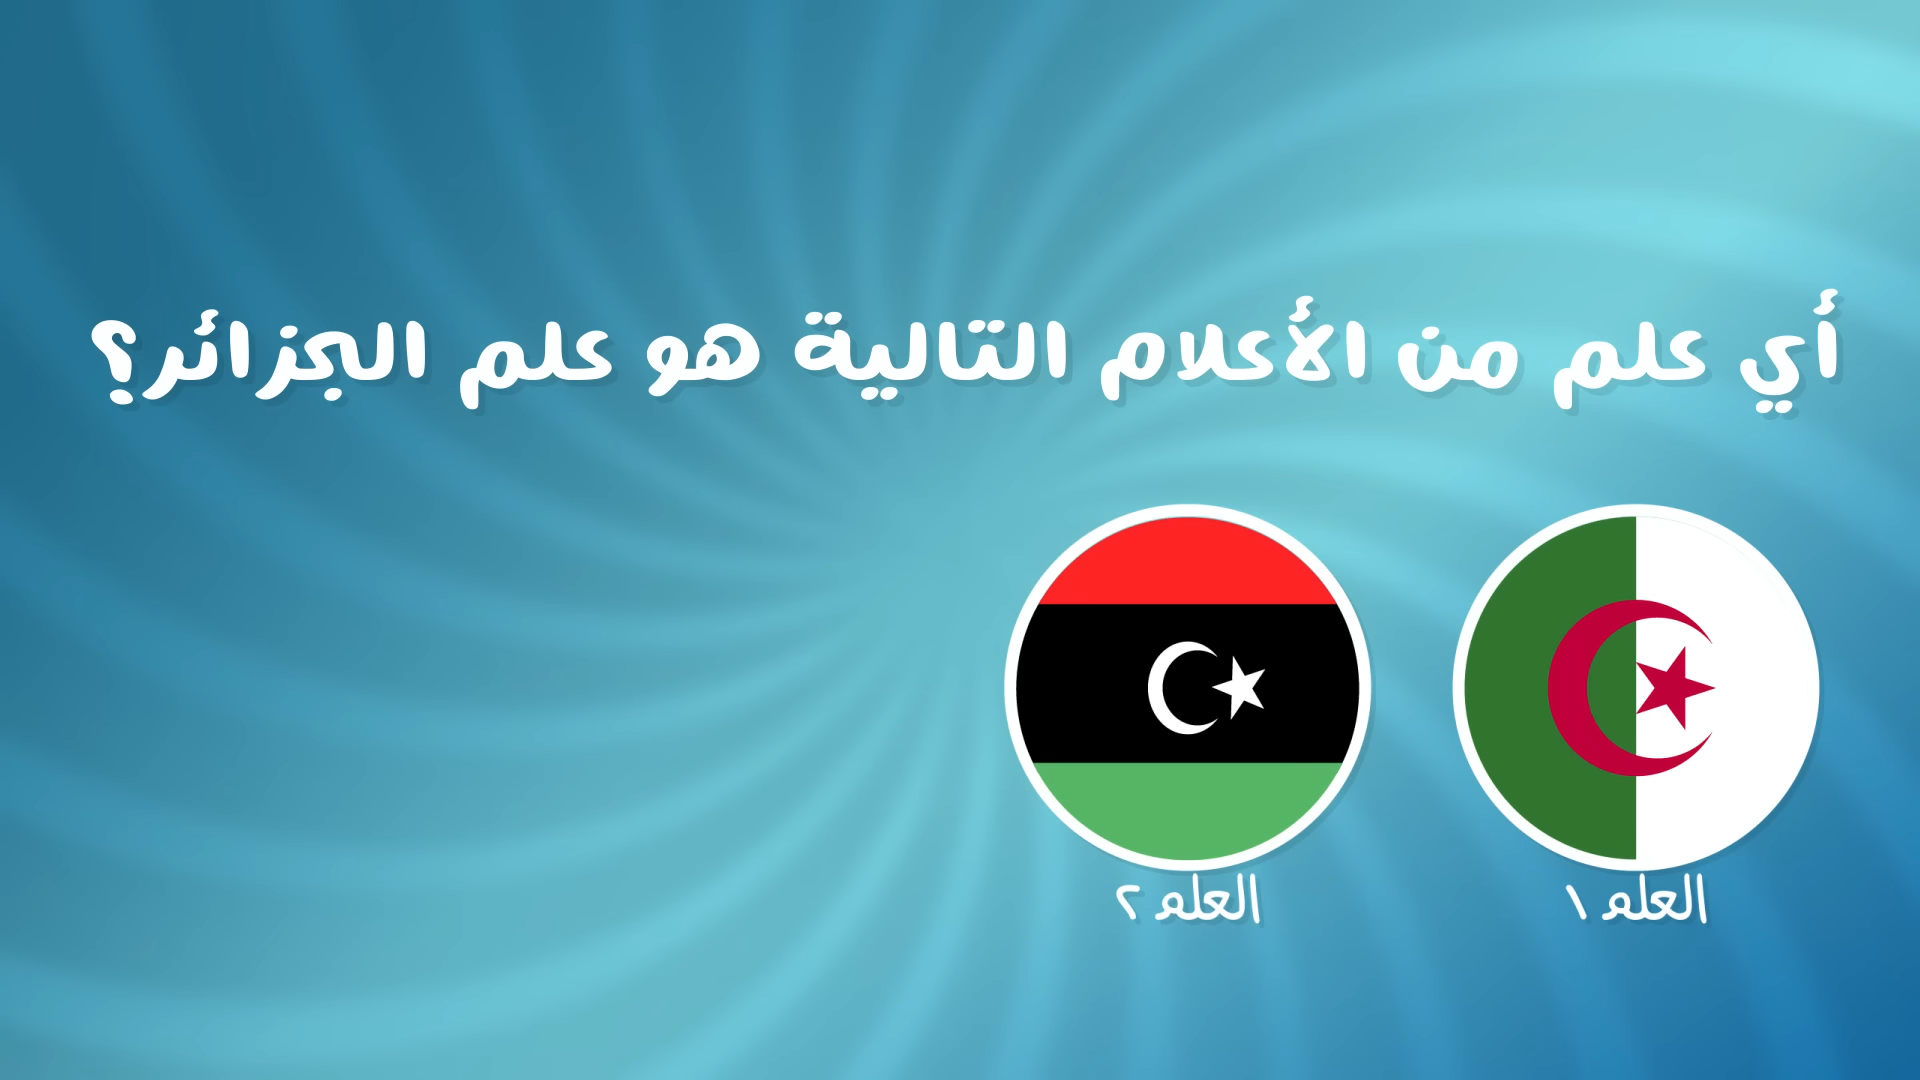 أي علم من الأعلام التالية هو علم الجزائر؟
العلم ١
العلم ٢